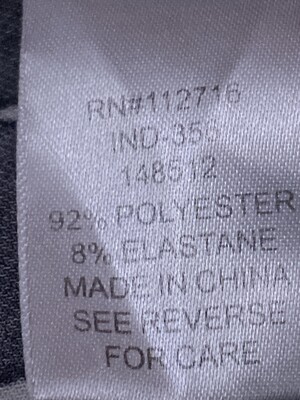 RN#112716
IND-355
148512
92% POLYESTER
8% ELASTANE
MADE IN CHINA
SEE REVERSE
FOR CARE